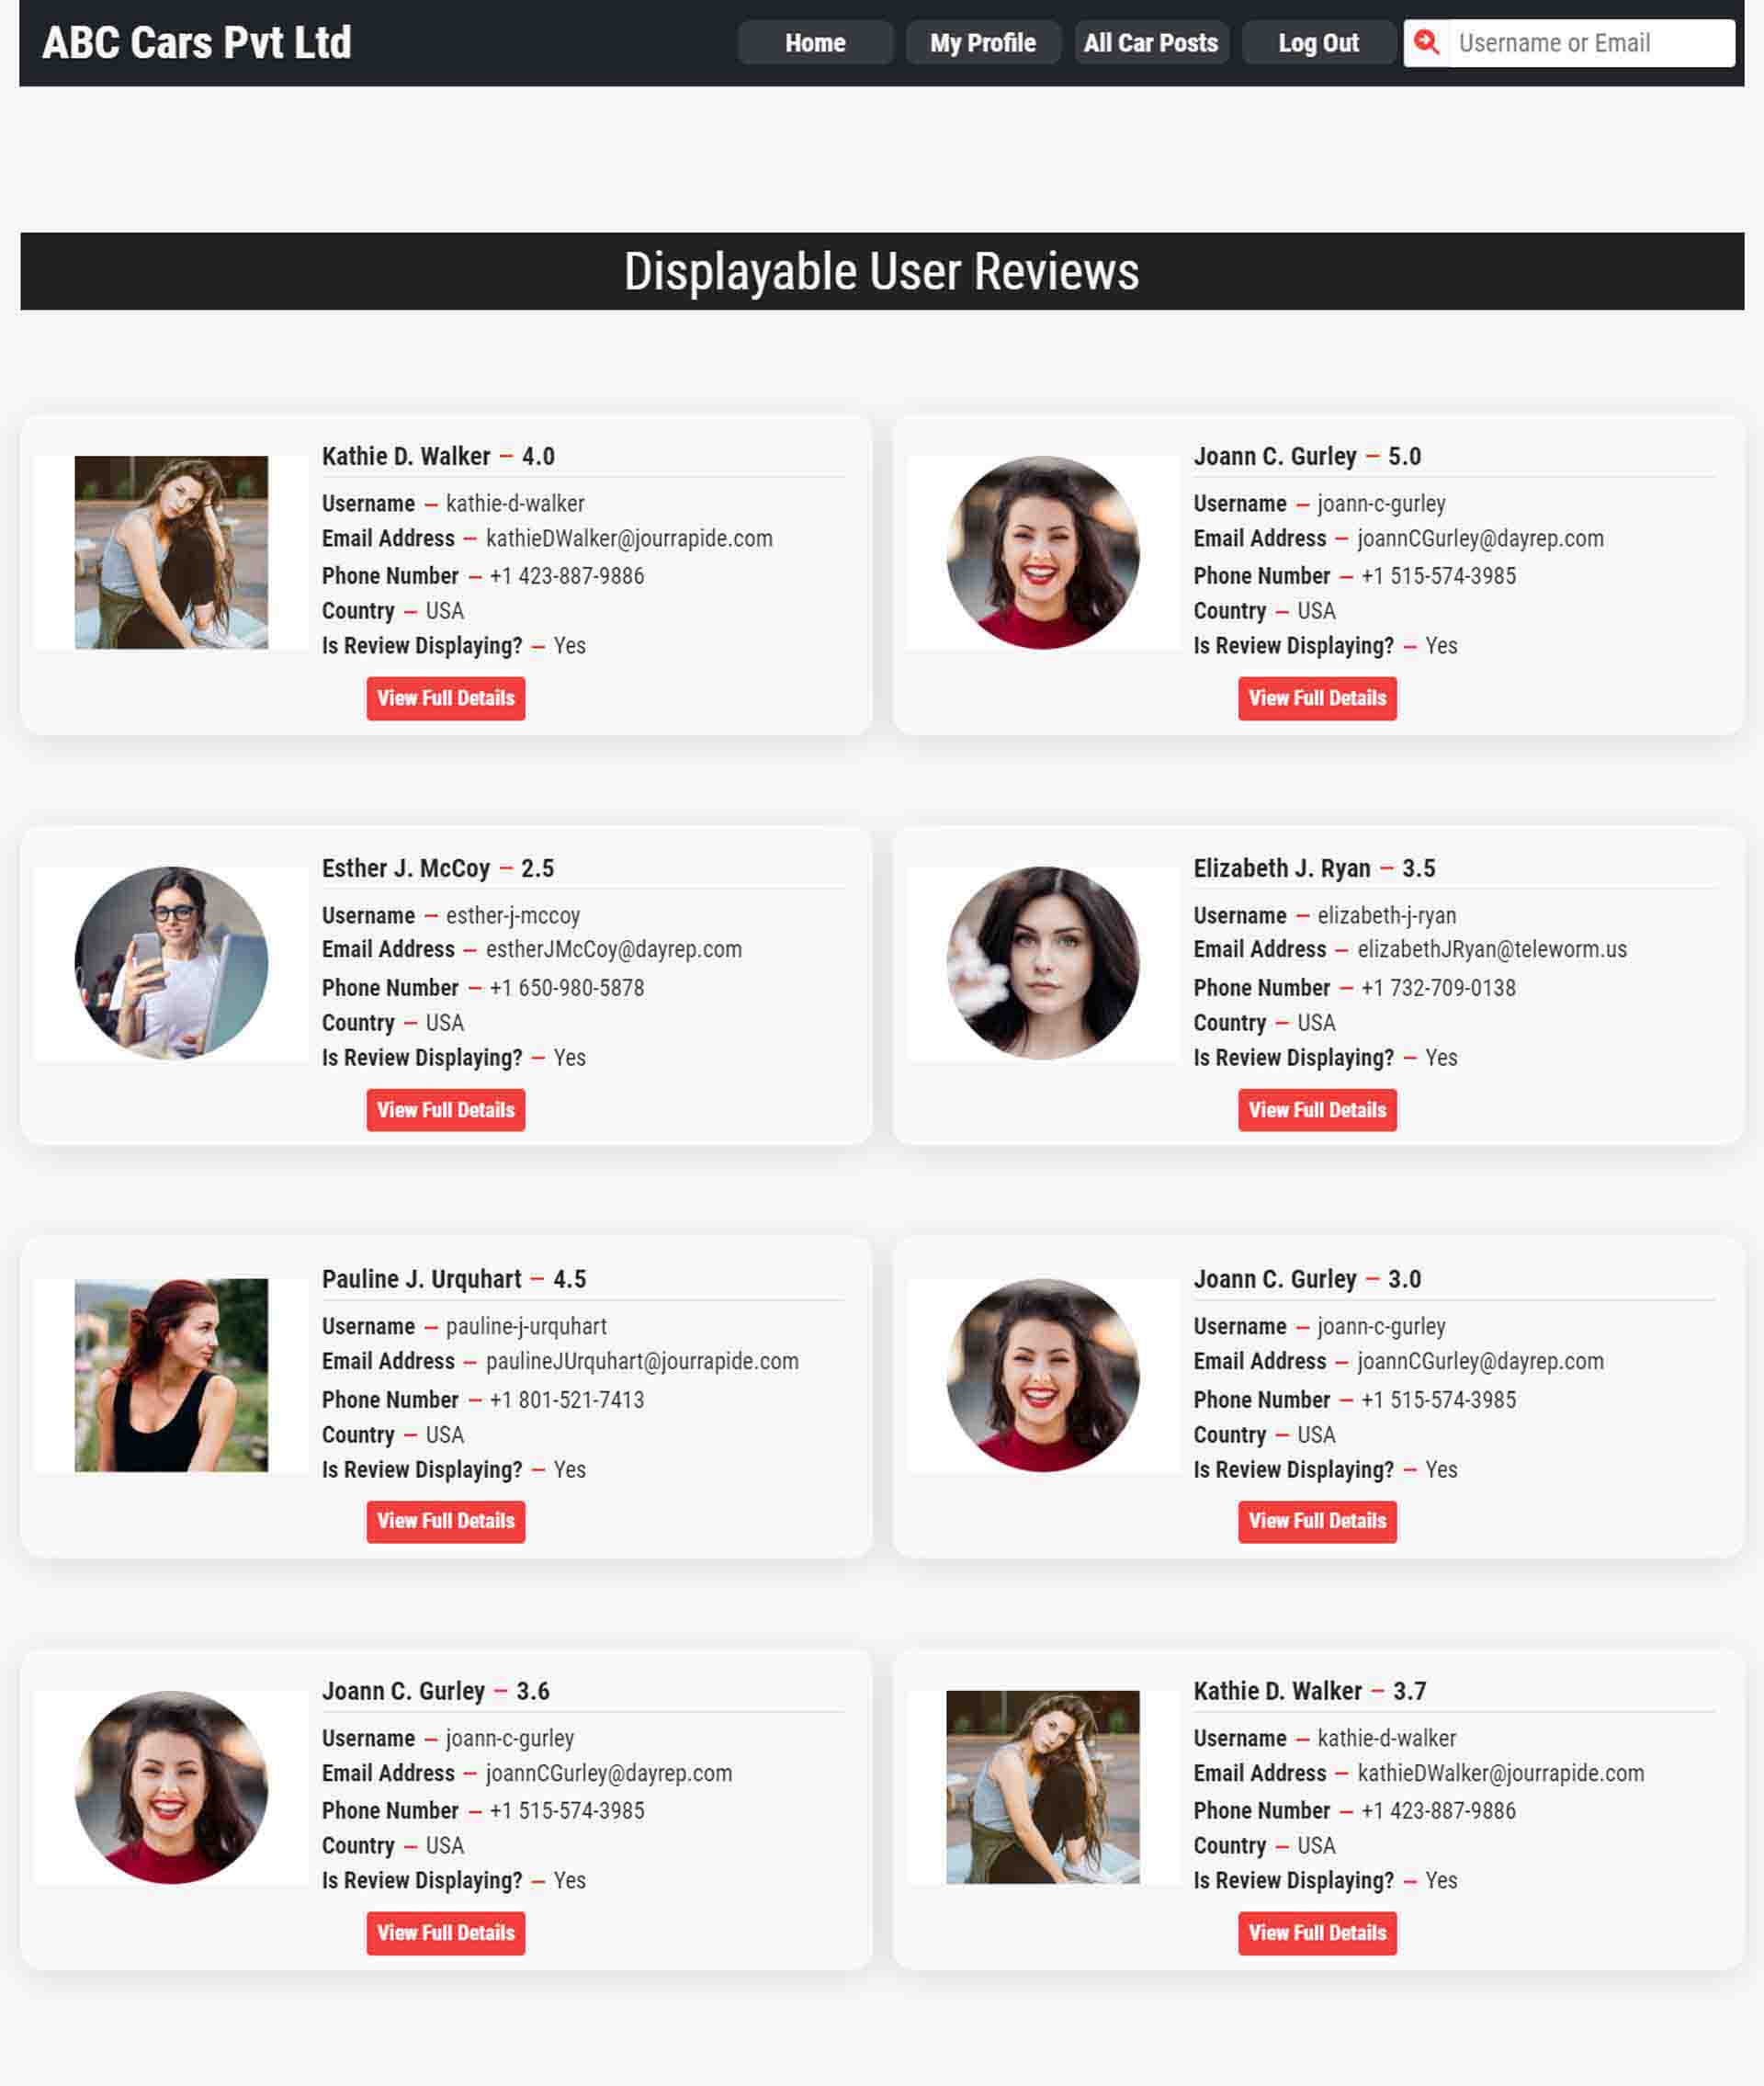 ABC Cars Pvt Ltd
Home
My Profile
All Car Posts
Log Out
Username or Email
Displayable User Reviews
Kathie D. Walker – 4.0
Username – kathie-d-walker
Email Address – kathieDWalker@jourrapide.com
Phone Number – +1 423-887-9886
Country – USA
Is Review Displaying? – Yes
View Full Details
Joann C. Gurley – 5.0
Username – joann-c-gurley
Email Address – joannCGurley@dayrep.com
Phone Number – +1 515-574-3985
Country – USA
Is Review Displaying? – Yes
View Full Details
Esther J. McCoy – 2.5
Username – esther-j-mccoy
Email Address – estherJMcCoy@dayrep.com
Phone Number – +1 650-980-5878
Country – USA
Is Review Displaying? – Yes
View Full Details
Elizabeth J. Ryan – 3.5
Username – elizabeth-j-ryan
Email Address – elizabethJRyan@teleworm.us
Phone Number – +1 732-709-0138
Country – USA
Is Review Displaying? – Yes
View Full Details
Pauline J. Urquhart – 4.5
Username – pauline-j-urquhart
Email Address – paulineJUrquhart@jourrapide.com
Phone Number – +1 801-521-7413
Country – USA
Is Review Displaying? – Yes
View Full Details
Joann C. Gurley – 3.0
Username – joann-c-gurley
Email Address – joannCGurley@dayrep.com
Phone Number – +1 515-574-3985
Country – USA
Is Review Displaying? – Yes
View Full Details
Joann C. Gurley – 3.6
Username – joann-c-gurley
Email Address – joannCGurley@dayrep.com
Phone Number – +1 515-574-3985
Country – USA
Is Review Displaying? – Yes
View Full Details
Kathie D. Walker – 3.7
Username – kathie-d-walker
Email Address – kathieDWalker@jourrapide.com
Phone Number – +1 423-887-9886
Country – USA
Is Review Displaying? – Yes
View Full Details